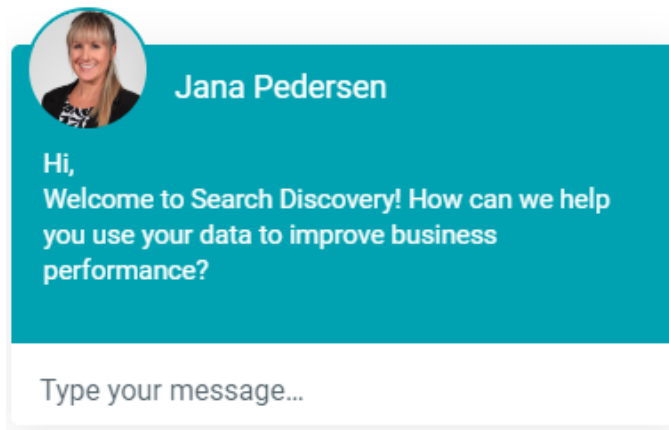 Jana Pedersen
Hi,
Welcome to Search Discovery! How can we help
you use your data to improve business
performance?
Type your message...